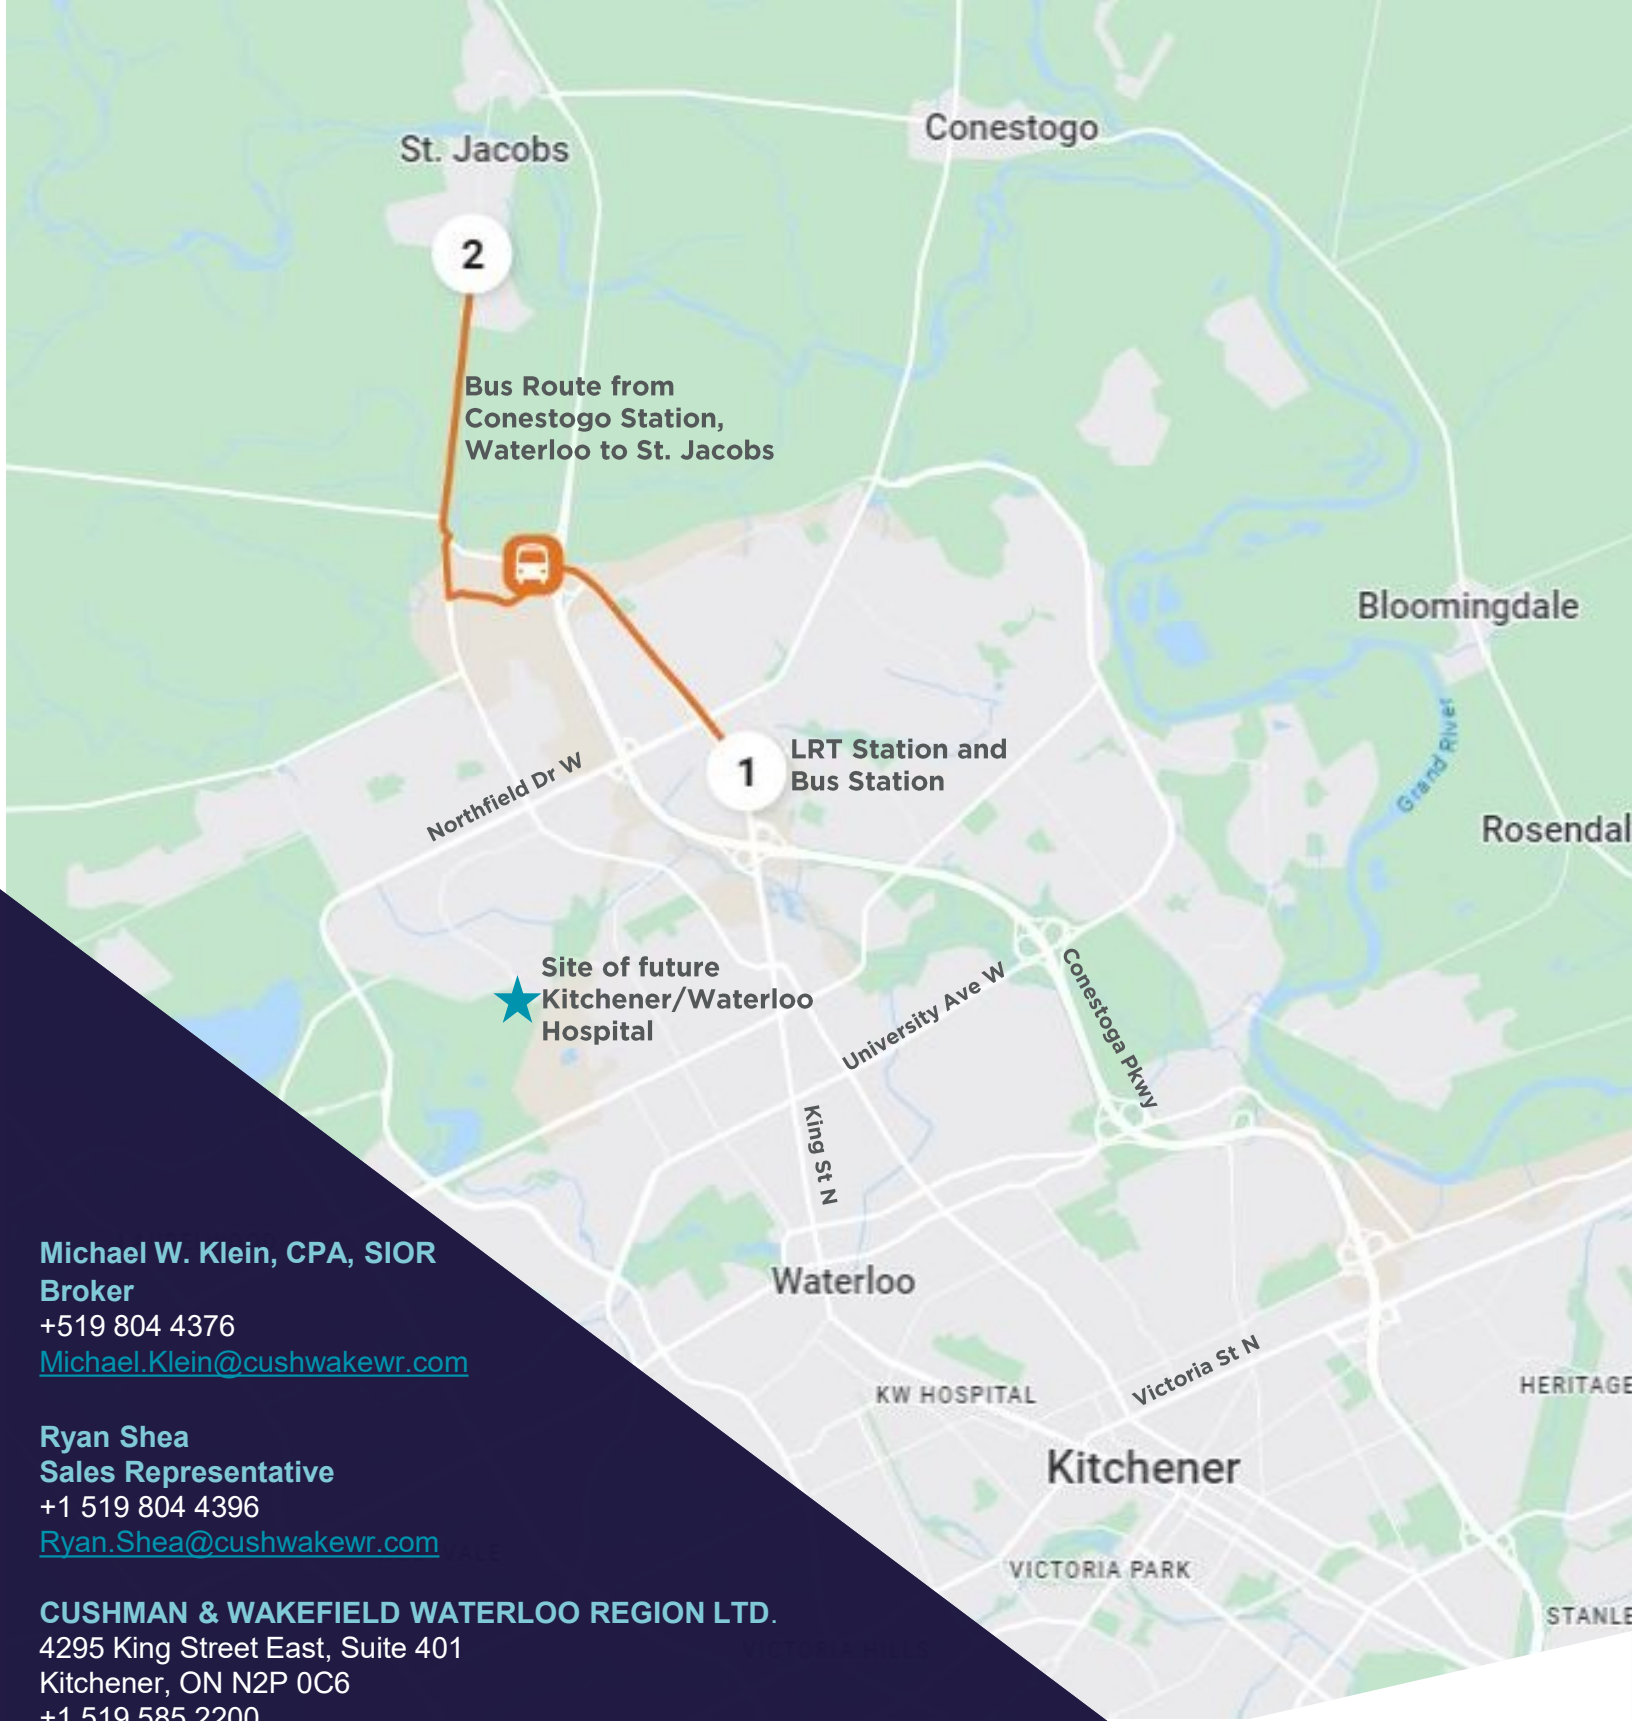 St. Jacobs
Conestogo
2
Bus Route from
Conestogo Station,
Waterloo to St. Jacobs
Bloomingdale
Grand River
1
LRT Station and
Bus Station
Northfield Dr W
Rosendal
Site of future
Kitchener/Waterloo
Hospital
University Ave W
Conestoga Pkwy
King St N
Waterloo
Victoria St N
KW HOSPITAL
HERITAGE
Kitchener
VICTORIA PARK
STANLE
Michael W. Klein, CPA, SIOR
Broker
+519 804 4376
Michael.Klein@cushwakewr.com
Ryan Shea
Sales Representative
+1 519 804 4396
Ryan.Shea@cushwakewr.com
CUSHMAN & WAKEFIELD WATERLOO REGION LTD.
4295 King Street East, Suite 401
Kitchener, ON N2P 0C6
+1 519 585 2200
VICTORIA HILLS